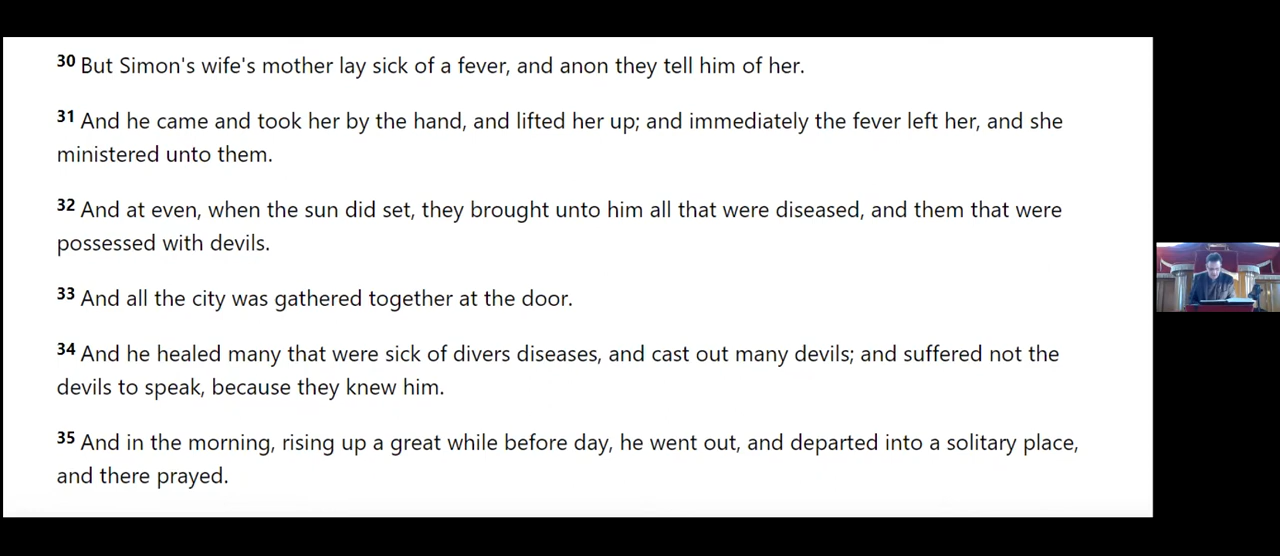 30 But Simon's wife's mother lay sick of a fever, and anon they tell him of her.
31 And he came and took her by the hand, and lifted her up; and immediately the fever left her, and she
ministered unto them.
32 And at even, when the sun did set, they brought unto him all that were diseased, and them that were
possessed with devils.
33 And all the city was gathered together at the door.
34 And he healed many that were sick of divers diseases, and cast out many devils; and suffered not the
devils to speak, because they knew him.
35 And in the morning, rising up a great while before day, he went out, and departed into a solitary place,
and there prayed.